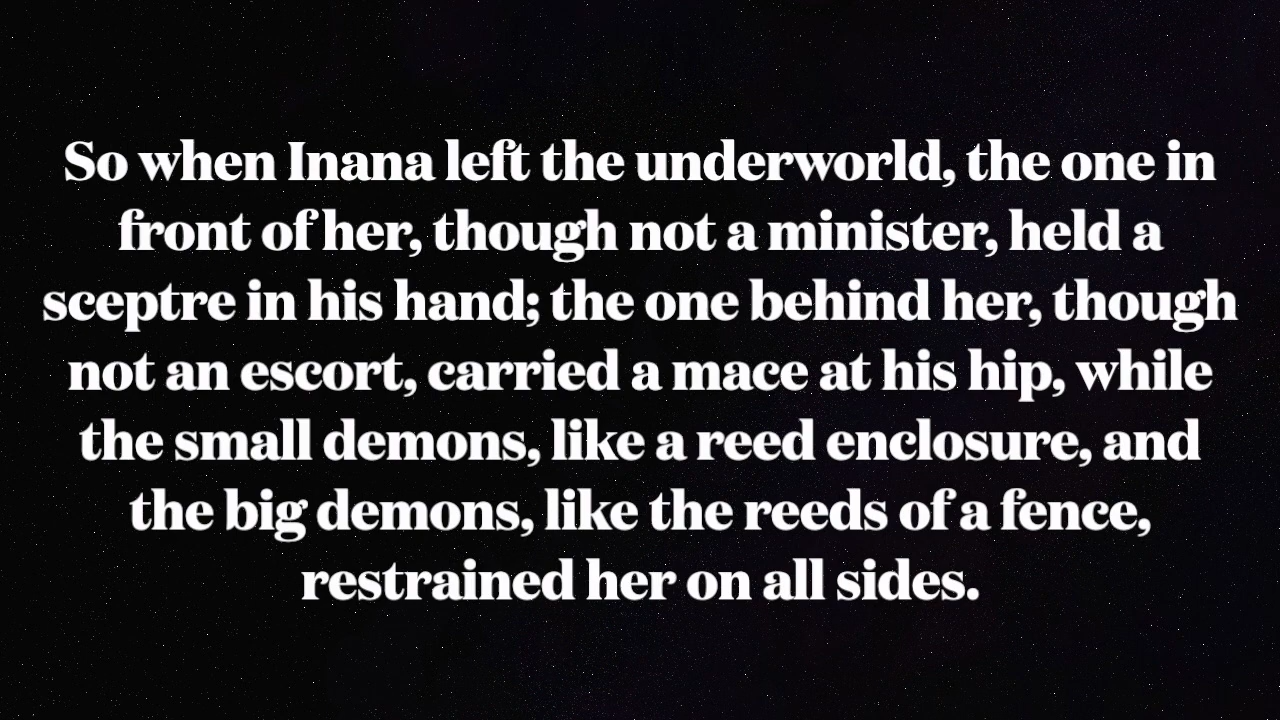 So when Inana left the underworld, the one in
front of her, though not a minister, held a
sceptre in his hand; the one behind her, though
not an escort, carried a mace at his hip, while
the small demons, like a reed enclosure, and
the big demons, like the reeds of a fence,
restrained her on all sides.